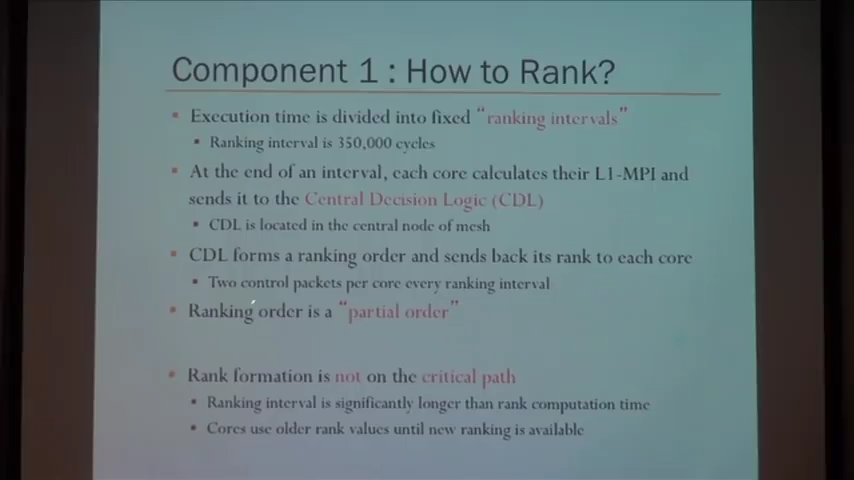 Component 1 : How to Rank?
▪ Execution time is divided into fixed “ranking intervals”
▪ Ranking interval is 350,000 cycles
▪ At the end of an interval, each core calculates their L1-MPI and
sends it to the Central Decision Logic (CDL)
▪ CDL is located in the central node of mesh
▪ CDL forms a ranking order and sends back its rank to each core
▪ Two control packets per core every ranking interval
▪ Ranking order is a “partial order”
▪ Rank formation is not on the critical path
▪ Ranking interval is significantly longer than rank computation time
▪ Cores use older rank values until new ranking is available